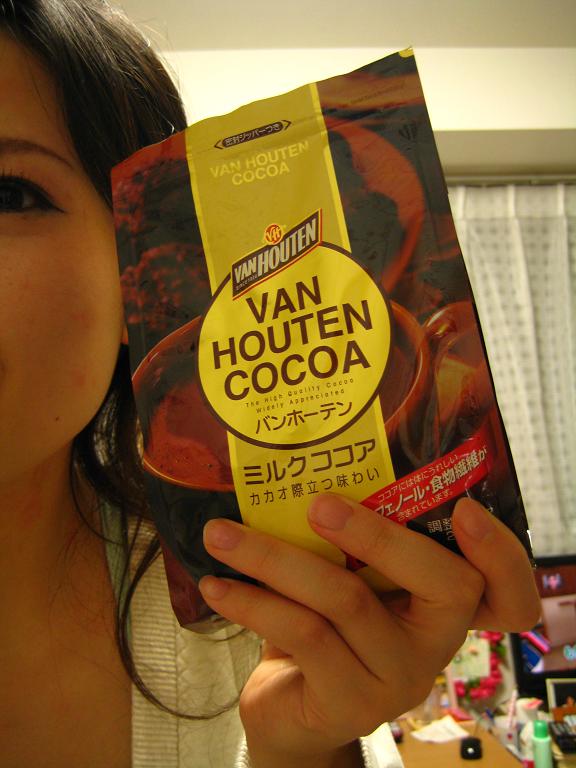 密封ジッパーつき
VAN HOUTEN
COCOA
VH
VAN HOUTEN
VAN
HOUTEN
COCOA
The High Quality Cocoa
Widely Appreciated
バンホーテン
ミルクココア
カカオ際立つ味わい
ココアには体にうれしい
フェノール・食物繊維が
含まれています。
調整